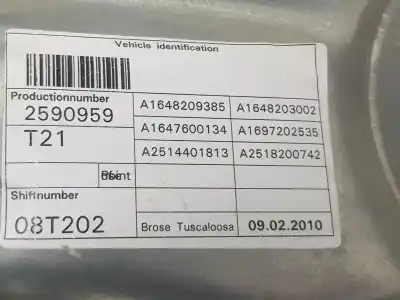 Vehicle identification
Productionnumber
2590959
T21
A1648209385 A1648203002
A1647600134 A1697202535
A2514401813 A2518200742
Shiftnumber
08T202
Brose Tuscaloosa 09.02.2010